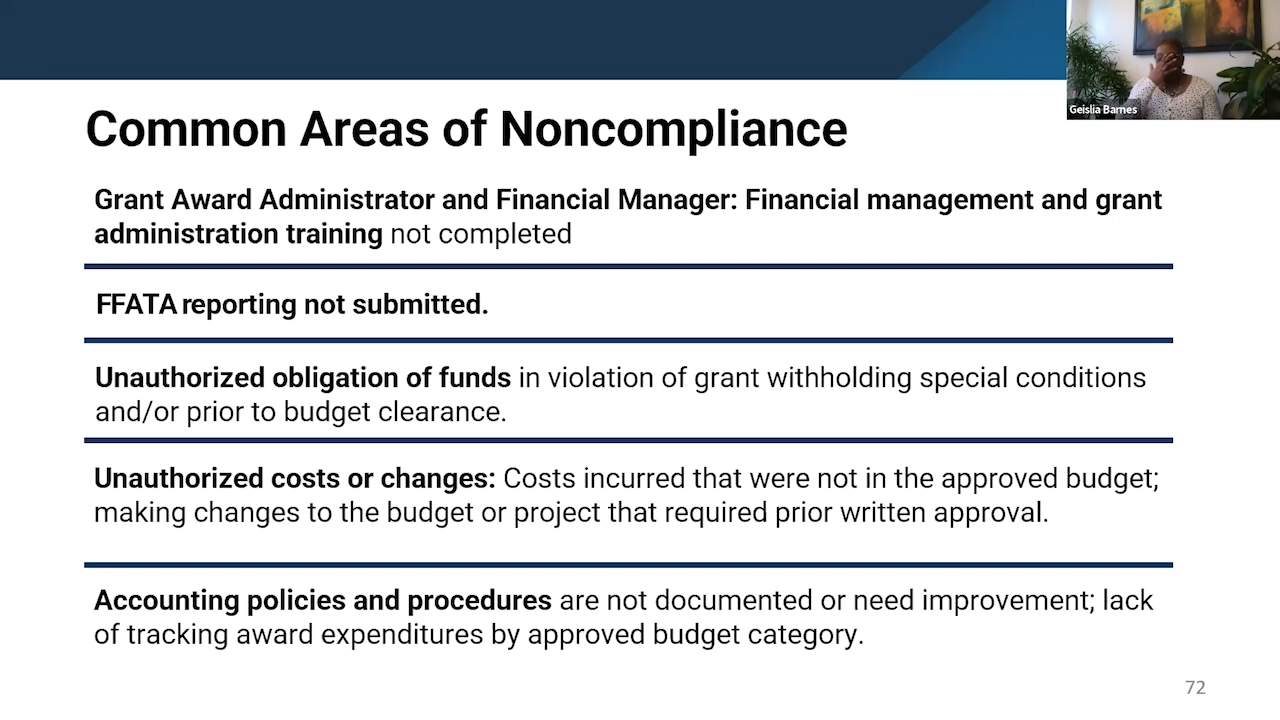 Geislia Barnes
Common Areas of Noncompliance
Grant Award Administrator and Financial Manager: Financial management and grant
administration training not completed
FFATA reporting not submitted.
Unauthorized obligation of funds in violation of grant withholding special conditions
and/or prior to budget clearance.
Unauthorized costs or changes: Costs incurred that were not in the approved budget;
making changes to the budget or project that required prior written approval.
Accounting policies and procedures are not documented or need improvement; lack
of tracking award expenditures by approved budget category.
72